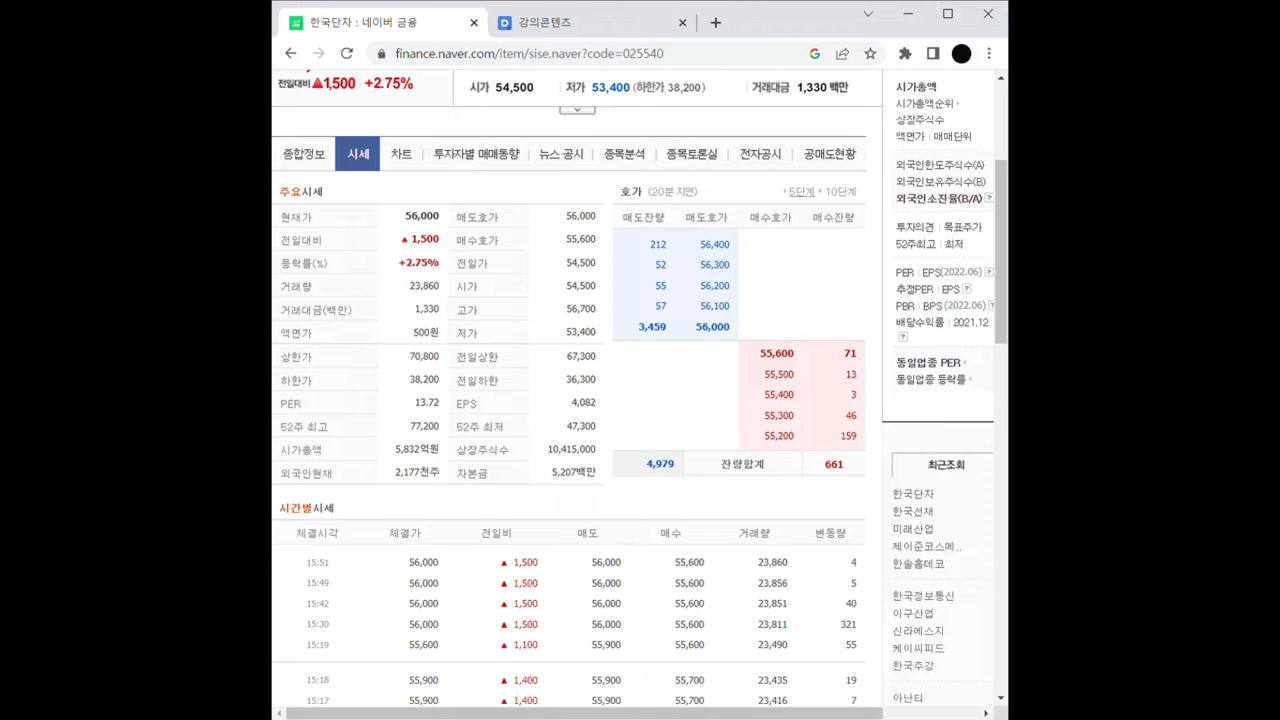 한국단자 : 네이버 금융
강의콘텐츠
finance.naver.com/item/sise.naver?code=025540
전일대비 ▲1,500 +2.75%
시가 54,500
저가 53,400 (하한가 38,200)
거래대금 1,330 백만
종합정보 시세 차트 투자자별 매매동향 뉴스·공시 종목분석 종목토론실 전자공시 공매도현황
주요시세
현재가 56,000 매도호가 56,000
전일대비 ▲ 1,500 매수호가 55,600
등락률(%) +2.75% 전일가 54,500
거래량 23,860 시가 54,500
거래대금(백만) 1,330 고가 56,700
액면가 500원 저가 53,400
상한가 70,800 전일상한 67,300
하한가 38,200 전일하한 36,300
PER 13.72 EPS 4,082
52주 최고 77,200 52주 최저 47,300
시가총액 5,832억원 상장주식수 10,415,000
외국인현재 2,177천주 자본금 5,207백만
호가 (20분 지연) 5단계 10단계
매도잔량 매도호가 매수호가 매수잔량
212 56,400
52 56,300
55 56,200
57 56,100
3,459 56,000
55,600 71
55,500 13
55,400 3
55,300 46
55,200 159
4,979 잔량합계 661
시간별시세
체결시각 체결가 전일비 매도 매수 거래량 변동량
15:51 56,000 ▲ 1,500 56,000 55,600 23,860 4
15:49 56,000 ▲ 1,500 56,000 55,600 23,856 5
15:42 56,000 ▲ 1,500 56,000 55,600 23,851 40
15:30 56,000 ▲ 1,500 56,000 55,600 23,811 321
15:19 55,600 ▲ 1,100 55,900 55,600 23,490 55
15:18 55,900 ▲ 1,400 55,900 55,700 23,435 19
15:17 55,900 ▲ 1,400 55,900 55,700 23,416 7
시가총액
시가총액순위
상장주식수
액면가 | 매매단위
외국인한도주식수(A)
외국인보유주식수(B)
외국인소진율(B/A) ?
투자의견 | 목표주가
52주최고 | 최저
PER | EPS(2022.06) ?
추정PER | EPS ?
PBR | BPS (2022.06) ?
배당수익률 | 2021.12
?
동일업종 PER
동일업종 등락률
최근조회
한국단자
한국선재
미래산업
제이준코스메..
한솔홈데코
한국정보통신
이구산업
신라에스지
케이씨피드
한국주강
아난티